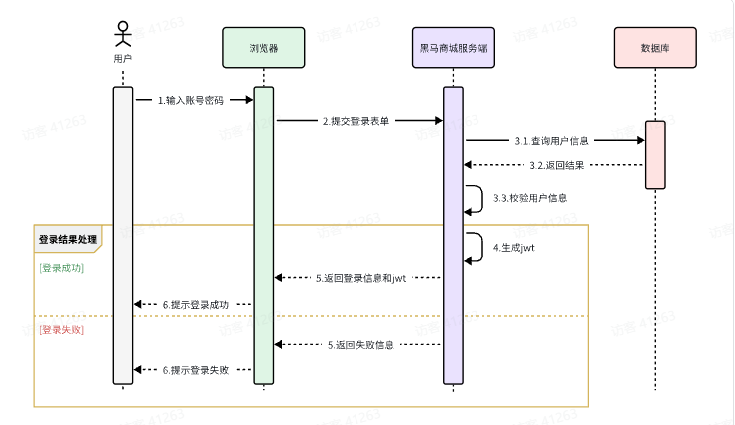 用户
浏览器
黑马商城服务端
数据库
1.输入账号密码
2.提交登录表单
3.1.查询用户信息
3.2.返回结果
3.3.校验用户信息
登录结果处理
4.生成jwt
[登录成功]
5.返回登录信息和jwt
6.提示登录成功
[登录失败]
5.返回失败信息
6.提示登录失败
访客 41263